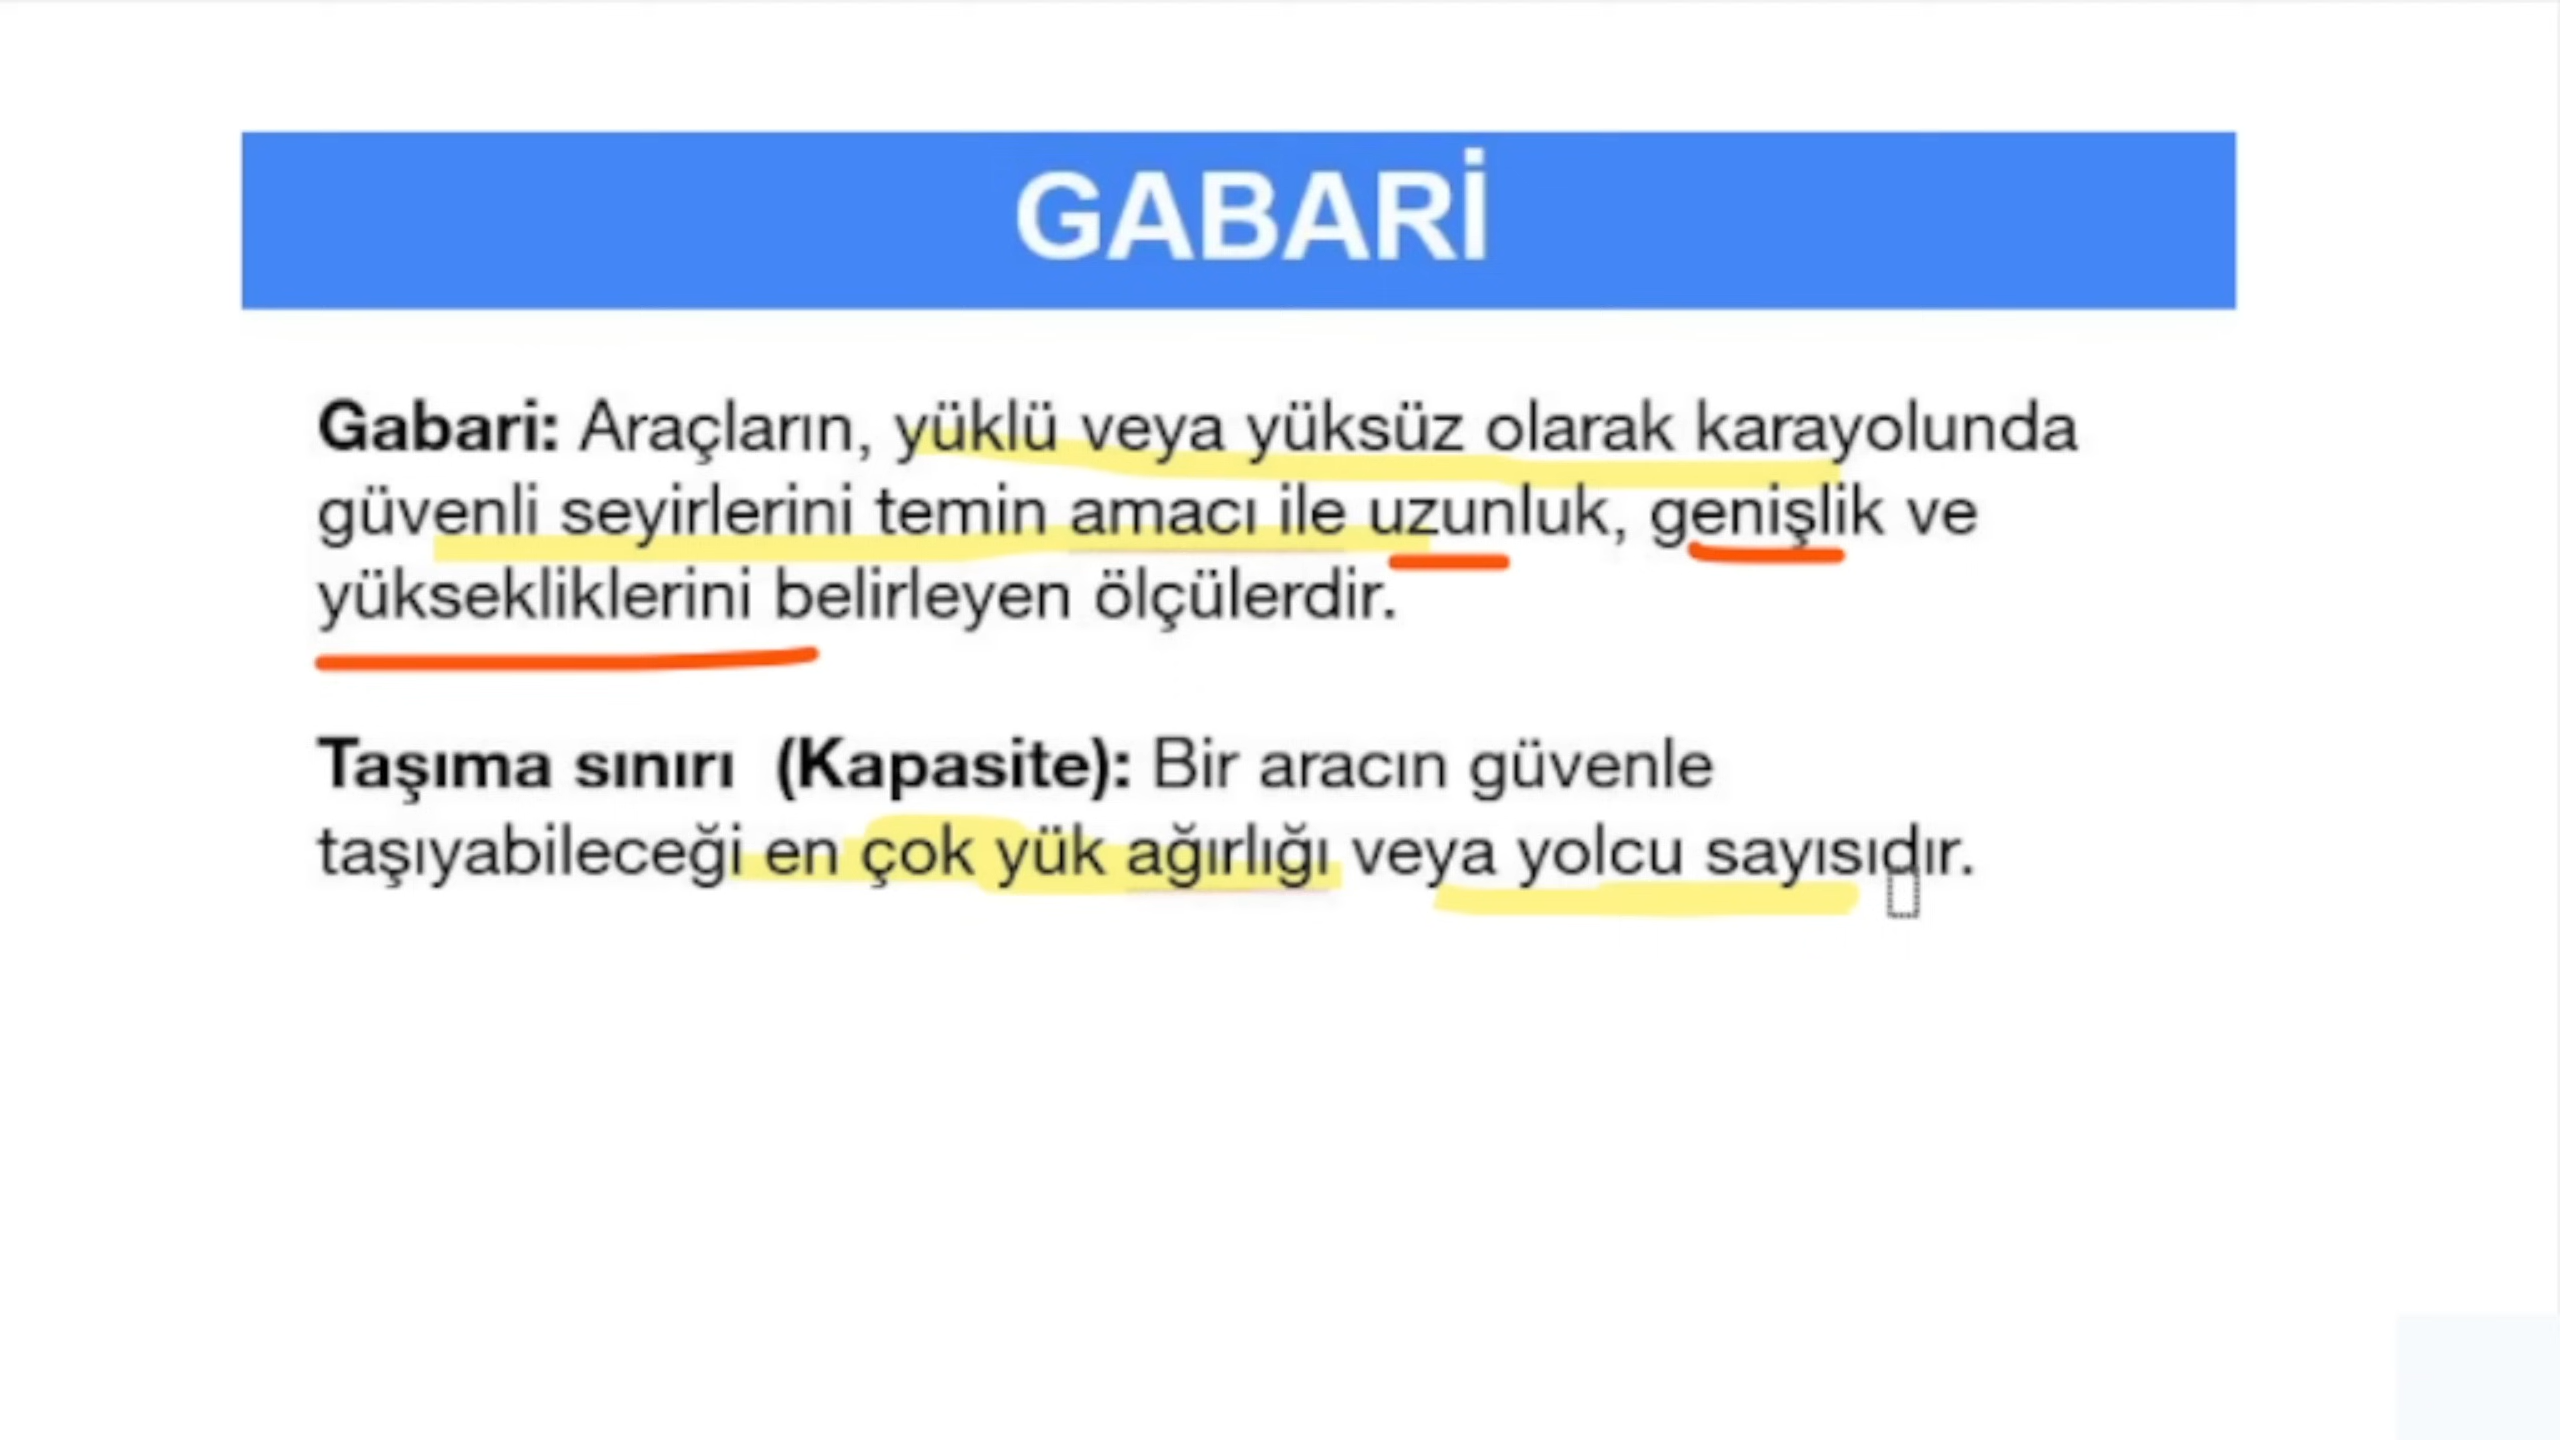 GABARİ
Gabari: Araçların, yüklü veya yüksüz olarak karayolunda
güvenli seyirlerini temin amacı ile uzunluk, genişlik ve
yüksekliklerini belirleyen ölçülerdir.
Taşıma sınırı (Kapasite): Bir aracın güvenle
taşıyabileceği en çok yük ağırlığı veya yolcu sayısıdır.